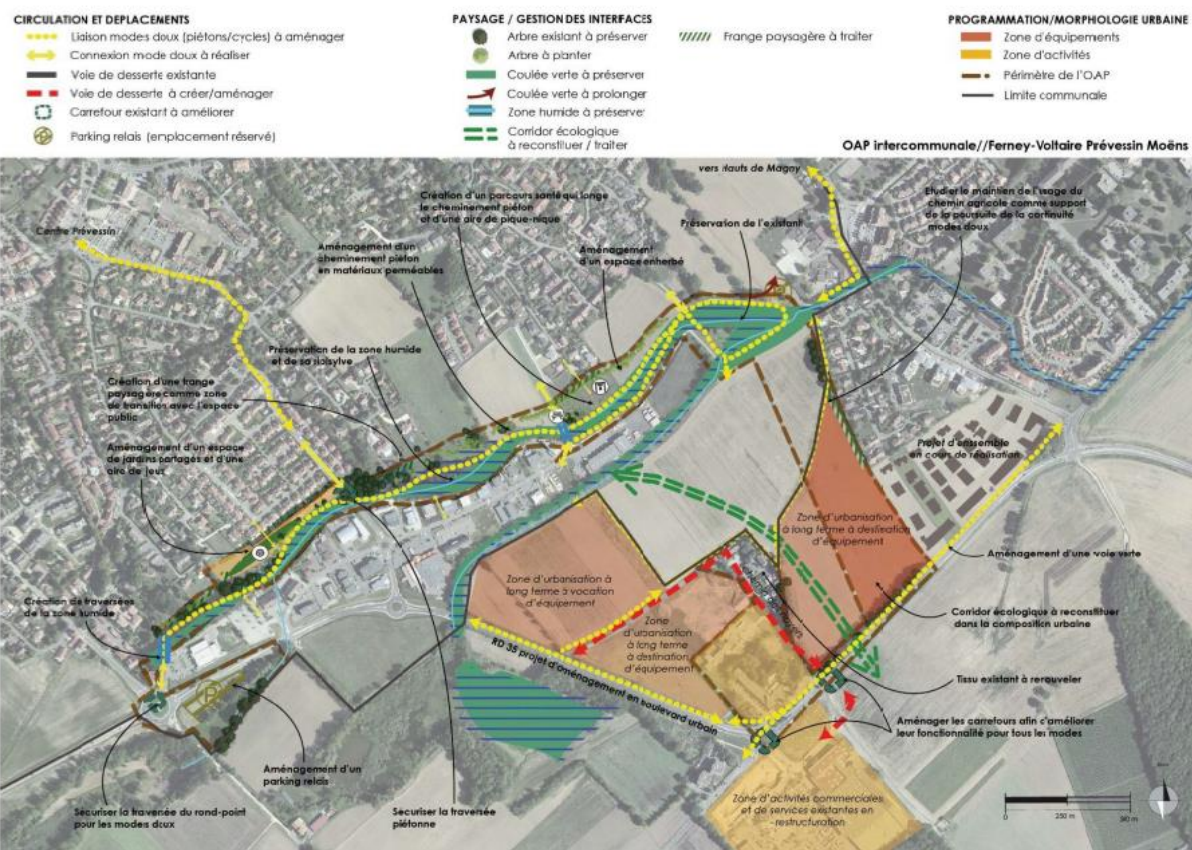 CIRCULATION ET DEPLACEMENTS
Liaison modes doux (piétons/cycles) à aménager
Connexion mode doux à réaliser
Voie de desserte existante
Voie de desserte à créer/aménager
Carrefour existant à améliorer
Parking relais (emplacement réservé)
PAYSAGE / GESTION DES INTERFACES
Arbre existant à préserver
Arbre à planter
Coulée verte à préserver
Coulée verte à prolonger
Zone humide à préserver
Corridor écologique
à reconstituer / traiter
Frange paysagère à traiter
PROGRAMMATION/MORPHOLOGIE URBAINE
Zone d'équipements
Zone d'activités
Périmètre de l'OAP
Limite communale
OAP intercommunale//Ferney-Voltaire Prévessin Moëns
vers Hauts de Magny
Création d'un parcours santé qui longe
le cheminement piéton
et d'une aire de pique-nique
Etudier le maintien de l'usage du
chemin agricole comme support
de la poursuite de la continuité
modes doux
Centre Prévessin
Préservation de l'existant
Aménagement d'un
cheminement piéton
en matériaux perméables
Aménagement
d'un espace enherbé
Préservation de la zone humide
et de sa ripisylve
Création d'une frange
paysagère comme zone
de transition avec l'espace
public
Aménagement d'un espace
de jardins partagés et d'une
aire de jeux
Projet d'ensemble
en cours de réalisation
Zone d'urbanisation
à long terme à destination
d'équipement
Aménagement d'une voie verte
Zone d'urbanisation à
long terme à vocation
d'équipement
Création de traversées
de la zone humide
Corridor écologique à reconstituer
dans la composition urbaine
Zone
d'urbanisation
à long terme
à destination
d'équipement
RD 35 projet d'aménagement en boulevard urbain
Tissu existant à renouveler
P
Aménager les carrefours afin d'améliorer
leur fonctionnalité pour tous les modes
Aménagement d'un
parking relais
Zone d'activités commerciales
et de services existantes en
restructuration
Sécuriser la traversée du rond-point
pour les modes doux
Sécuriser la traversée
piétonne
0
250 m